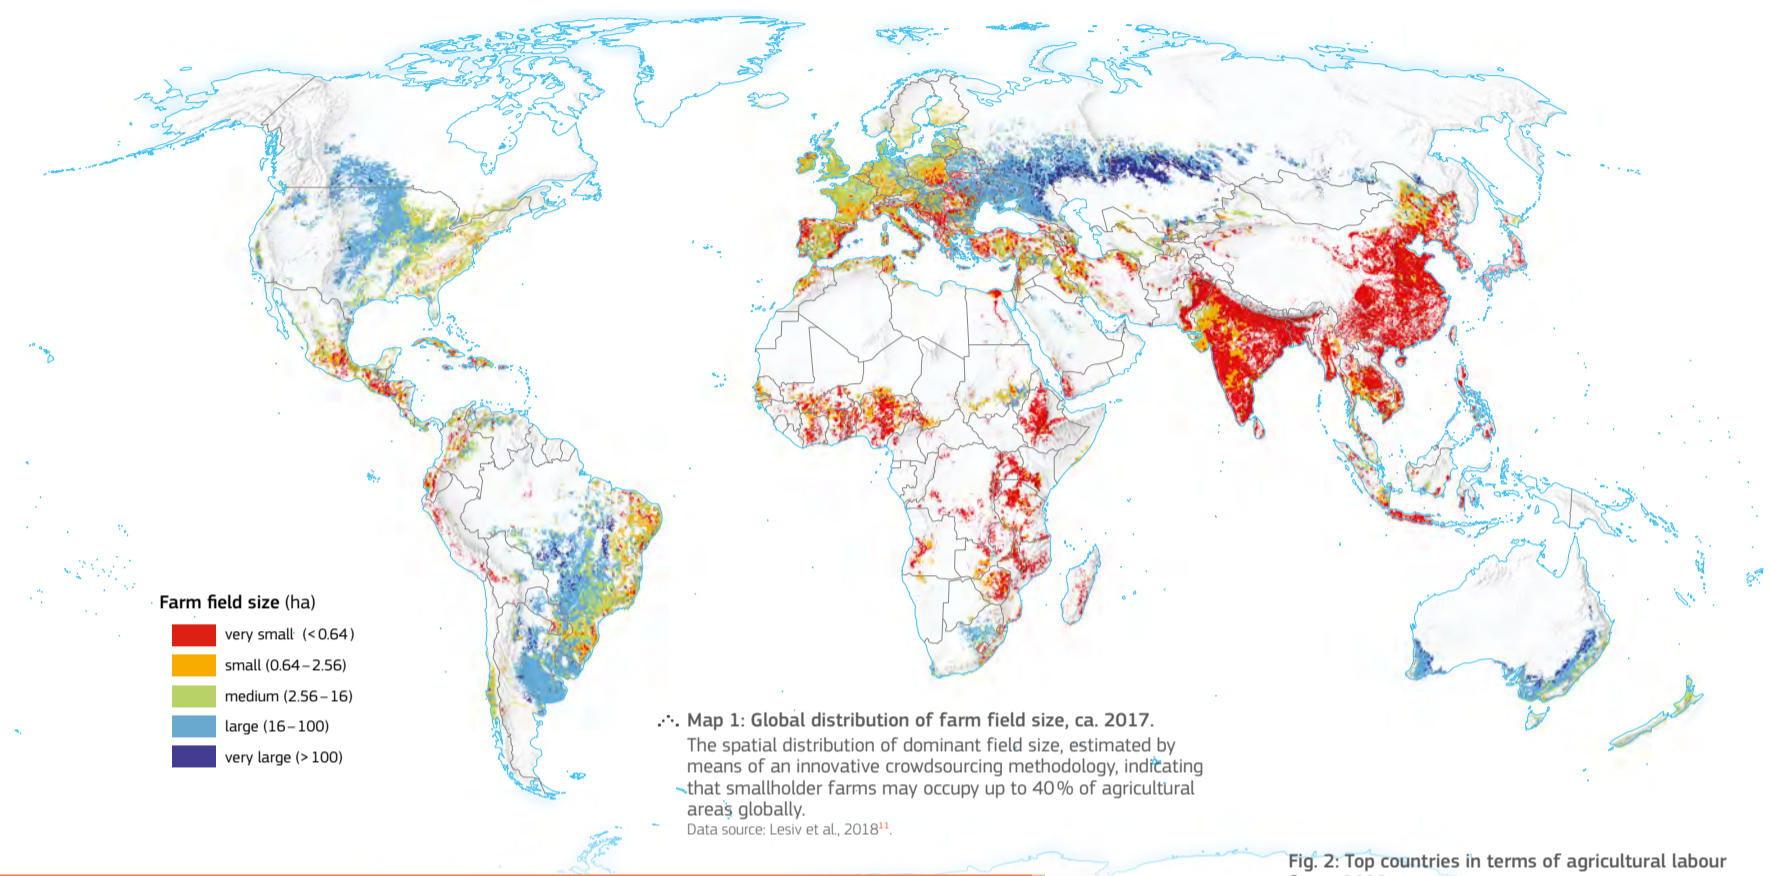 Farm field size (ha)
very small (<0.64)
small (0.64–2.56)
medium (2.56–16)
large (16–100)
very large (>100)
Map 1: Global distribution of farm field size, ca. 2017.
The spatial distribution of dominant field size, estimated by
means of an innovative crowdsourcing methodology, indicating
that smallholder farms may occupy up to 40% of agricultural
areas globally.
Data source: Lesiv et al., 2018¹¹.
Fig. 2: Top countries in terms of agricultural labour